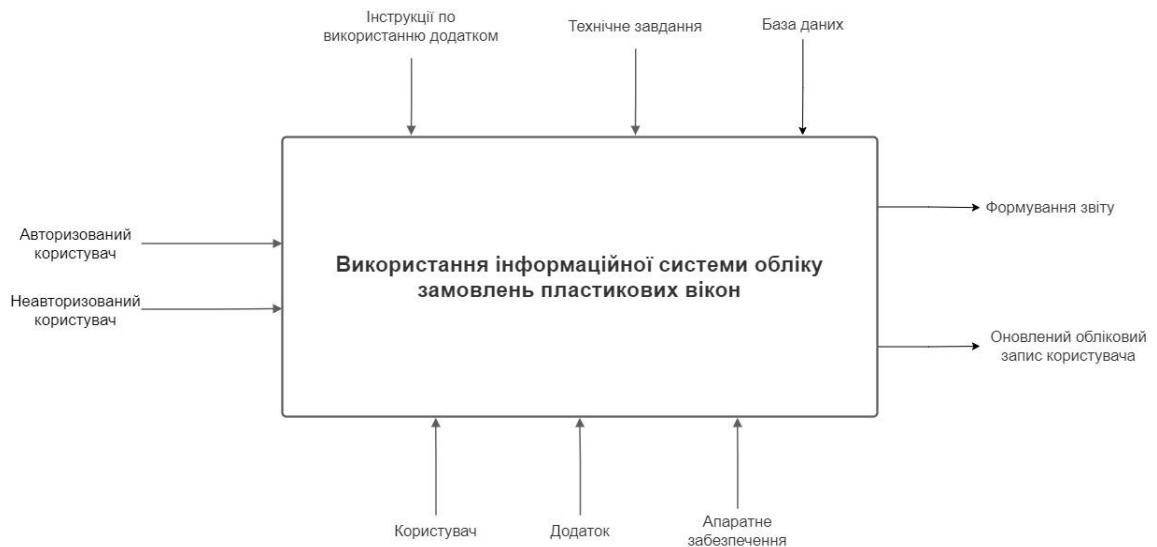 Інструкції по
використанню додатком
Технічне завдання
База даних
Авторизований
користувач
Неавторизований
користувач
Використання інформаційної системи обліку
замовлень пластикових вікон
Формування звіту
Оновлений обліковий
запис користувача
Користувач
Додаток
Апаратне
забезпечення